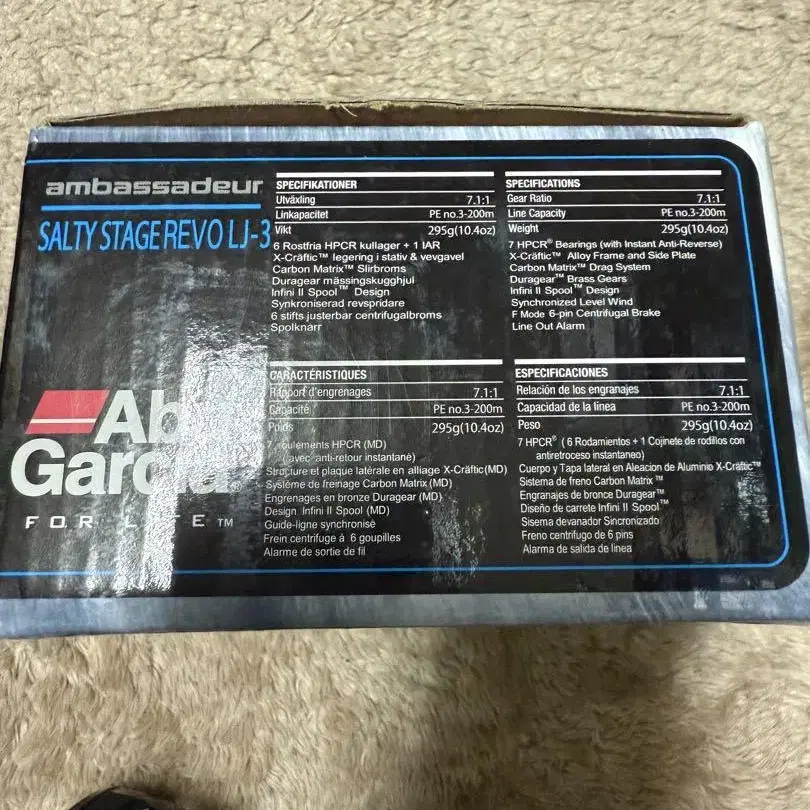 ambassadeur
SALTY STAGE REVO LJ-3
SPECIFIKATIONER
Utväxling 7.1:1
Linkapacitet PE no.3-200m
Vikt 295g(10.4oz)
6 Rostfria HPCR kullager + 1 IAR
X-Cräftic™ legering i stativ & vevgavel
Carbon Matrix™ Slirbroms
Duragear mässingskugghjul
Infini II Spool™ Design
Synkroniserad revspridare
6 stifts justerbar centrifugalbroms
Spolknarr
SPECIFICATIONS
Gear Ratio 7.1:1
Line Capacity PE no.3-200m
Weight 295g(10.4oz)
7 HPCR® Bearings (with Instant Anti-Reverse)
X-Cräftic™ Alloy Frame and Side Plate
Carbon Matrix™ Drag System
Duragear™ Brass Gears
Infini II Spool™ Design
Synchronized Level Wind
F Mode 6-pin Centrifugal Brake
Line Out Alarm
CARACTÉRISTIQUES
Rapport d'engrenages 7.1:1
Capacité PE no.3-200m
Poids 295g(10.4oz)
7 roulements HPCR (MD)
(avec anti-retour instantané)
Structure et plaque latérale en alliage X-Cräftic(MD)
Système de freinage Carbon Matrix (MD)
Engrenages en bronze Duragear (MD)
Design Infini II Spool (MD)
Guide-ligne synchronisé
Frein centrifuge à 6 goupilles
Alarme de sortie de fil
ESPECIFICACIONES
Relación de los engranajes 7.1:1
Capacidad de la línea PE no.3-200m
Peso 295g(10.4oz)
7 HPCR® ( 6 Rodamientos + 1 Cojinete de rodillos con
antiretroceso instantaneo)
Cuerpo y Tapa lateral en Aleacion de Aluminio X-Cräftic™
Sistema de freno Carbon Matrix ™
Engranajes de bronze Duragear™
Diseño de carrete Infini II Spool™
Sisema devanador Sincronizado
Freno centrifugo de 6 pins
Alarma de salida de linea
Abu
Garcia
FOR LIFE™